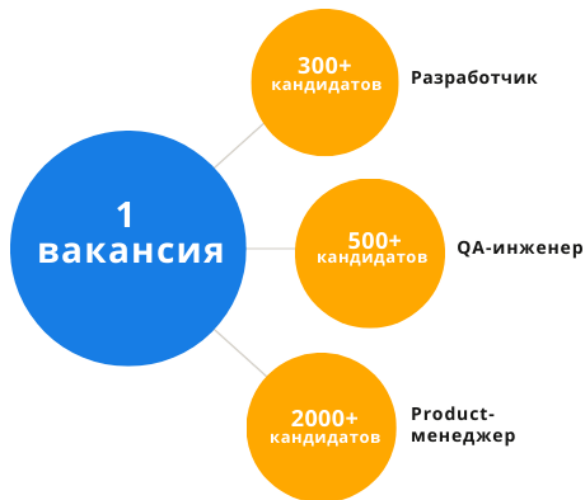 300+
кандидатов
Разработчик
1
вакансия
500+
кандидатов
QA-инженер
2000+
кандидатов
Product-
менеджер